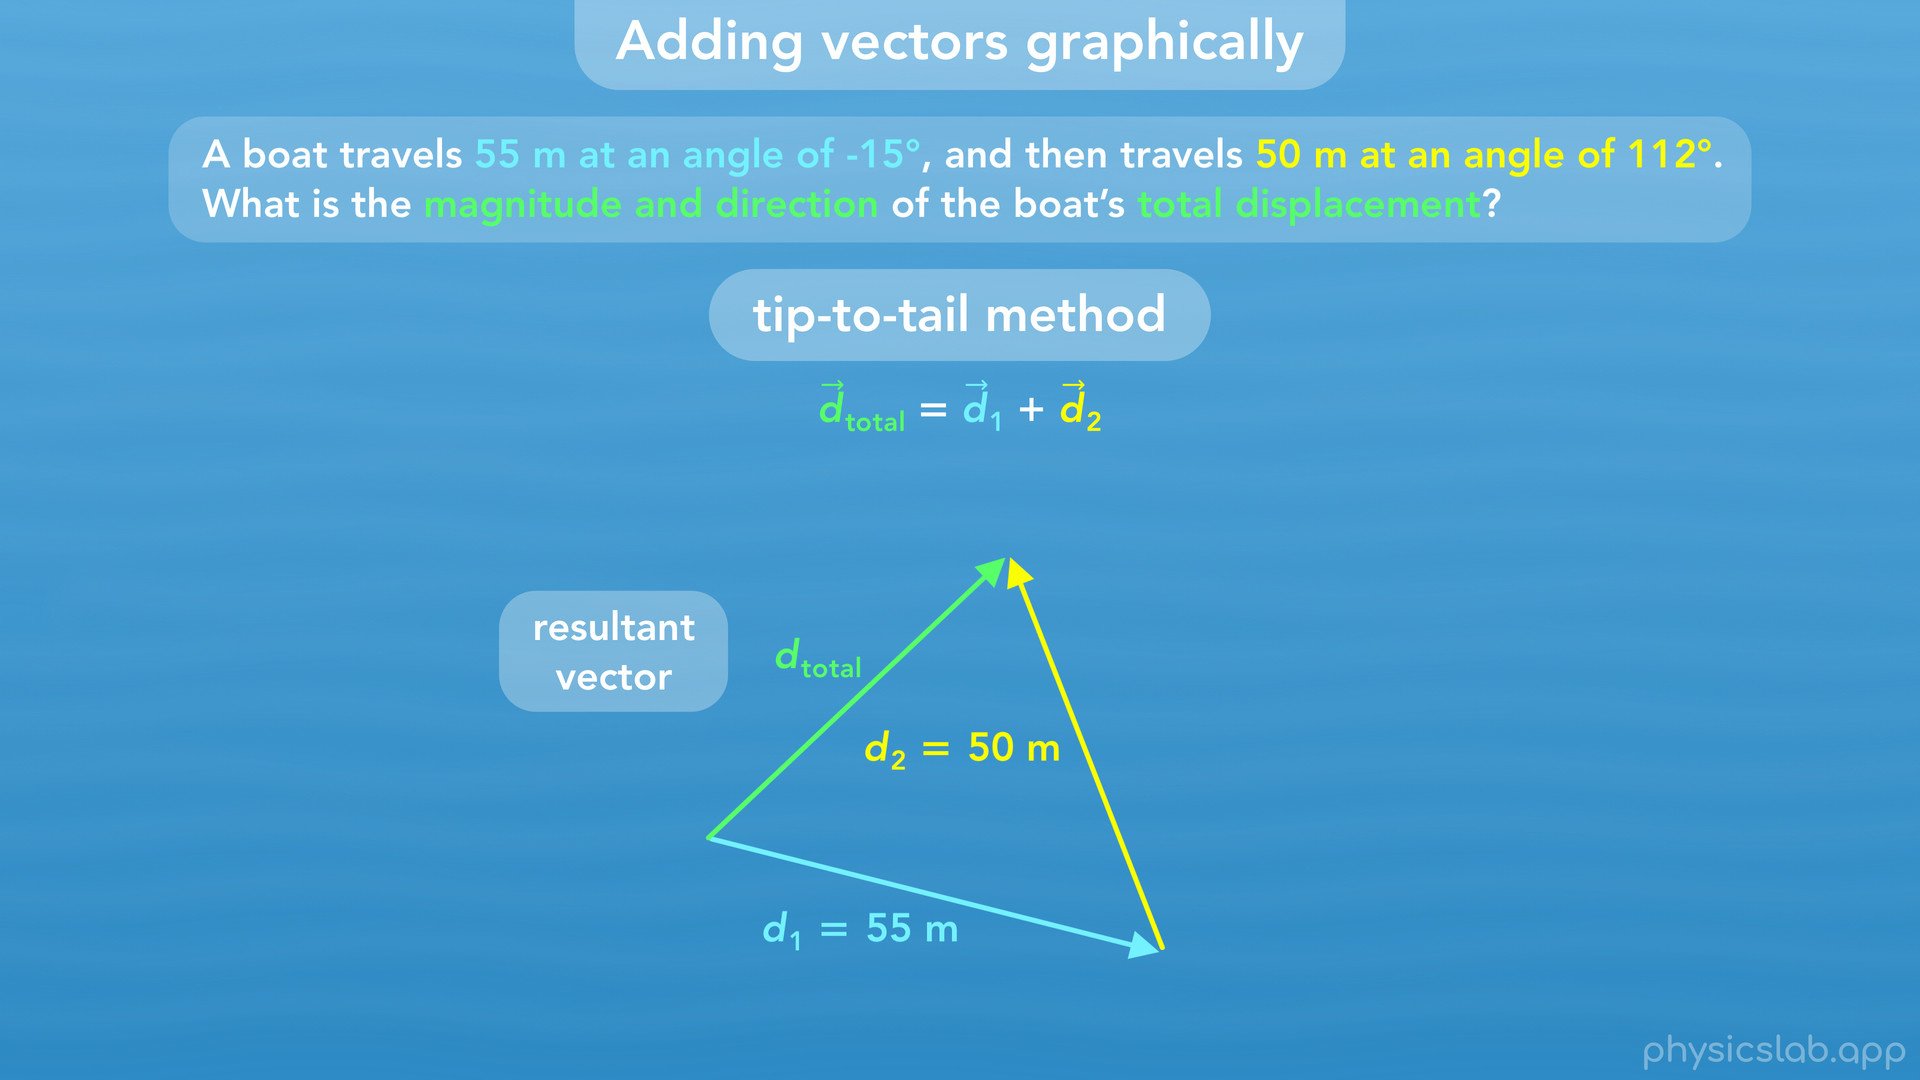 Adding vectors graphically
A boat travels 55 m at an angle of -15°, and then travels 50 m at an angle of 112°.
What is the magnitude and direction of the boat’s total displacement?
tip-to-tail method
d⃗total = d⃗1 + d⃗2
resultant
vector
dtotal
d2 = 50 m
d1 = 55 m
physicslab.app